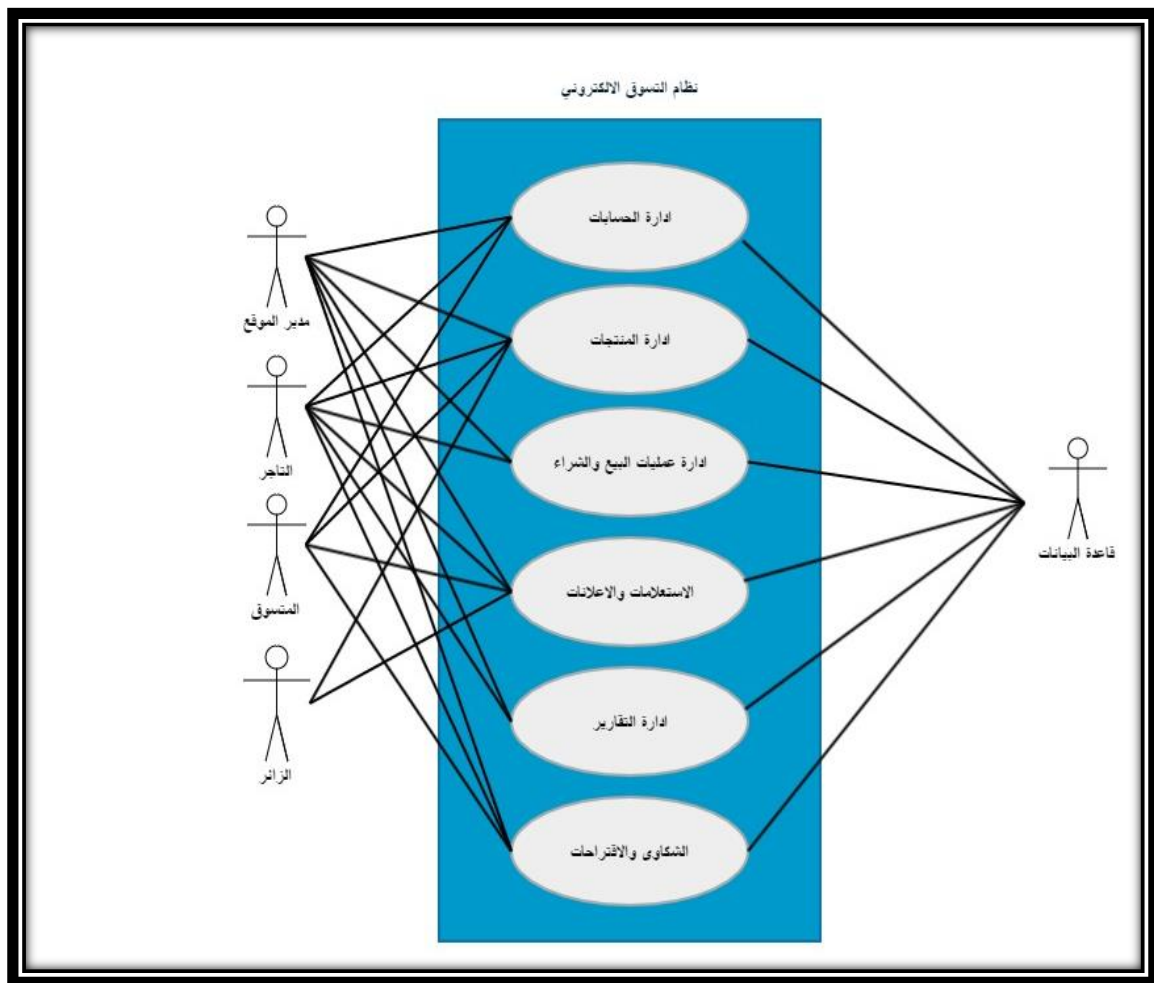 نظام التسوق الالكتروني
ادارة الحسابات
مدير الموقع
ادارة المنتجات
التاجر
ادارة عمليات البيع والشراء
قاعدة البيانات
الاستعلامات والاعلانات
المتسوق
ادارة التقارير
الزائر
الشكاوى والاقتراحات